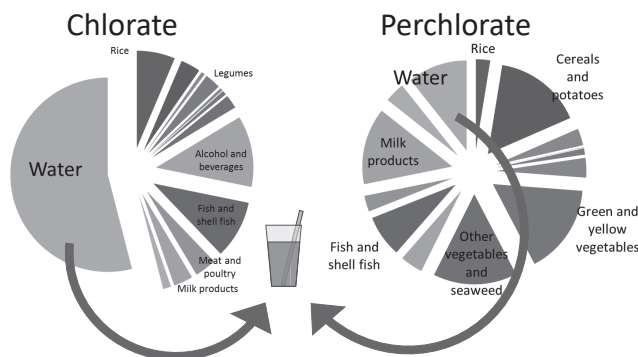 Chlorate
Rice
Legumes
Water
Alcohol and
beverages
Fish and
shell fish
Meat and
poultry
Milk products
Perchlorate
Rice
Water
Cereals
and
potatoes
Milk
products
Green and
yellow
vegetables
Other
vegetables
and
seaweed
Fish and
shell fish